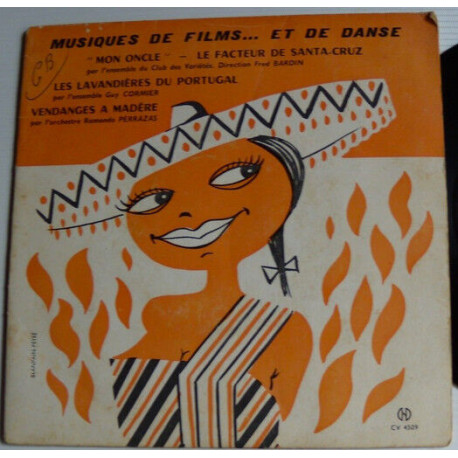 MUSIQUES DE FILMS... ET DE DANSE
"MON ONCLE" - LE FACTEUR DE SANTA-CRUZ
par l'ensemble du Club des Variétés, Direction Fred BARDIN
LES LAVANDIÈRES DU PORTUGAL
par l'ensemble Guy CORMIER
VENDANGES A MADÈRE
par l'orchestre Ramondo PERRAZAS
CB
CV 4509